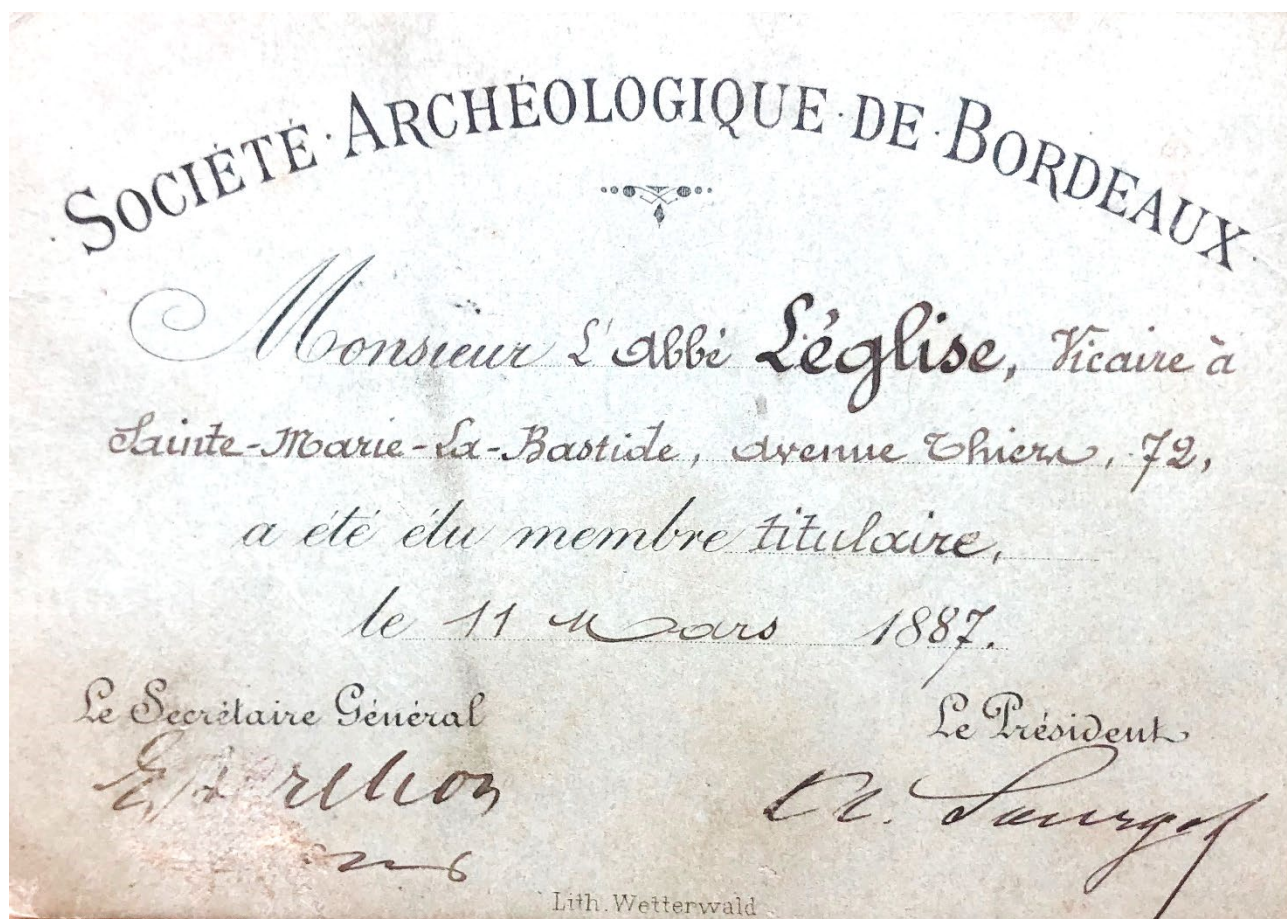 SOCIÉTÉ·ARCHÉOLOGIQUE·DE·BORDEAUX
Monsieur L'Abbé Léglise, Vicaire à
Sainte-Marie-La-Bastide, avenue Thiers, 72,
a été élu membre titulaire,
le 11 Mars 1887.
Le Secrétaire Général
Le Président
Lith. Wetterwald